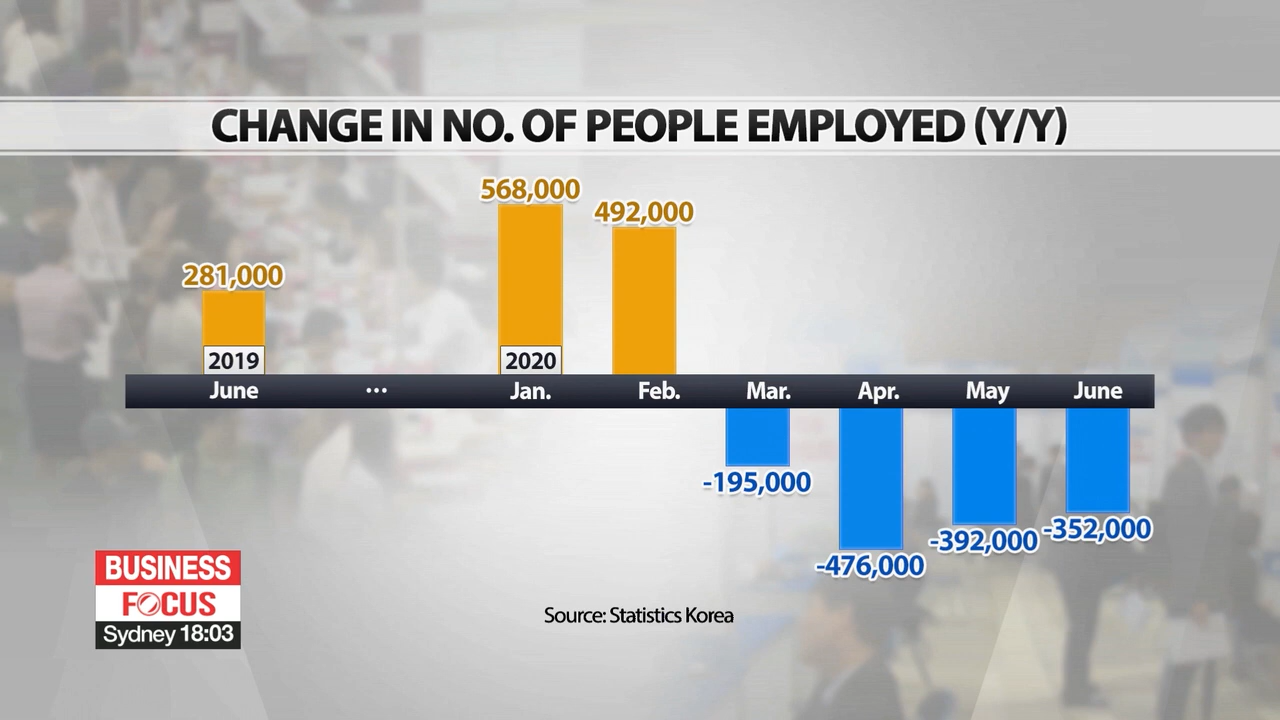 CHANGE IN NO. OF PEOPLE EMPLOYED (Y/Y)
568,000
492,000
281,000
2019
2020
June ... Jan. Feb. Mar. Apr. May June
-195,000
-476,000
-392,000
-352,000
BUSINESS
FOCUS
Sydney 18:03
Source: Statistics Korea